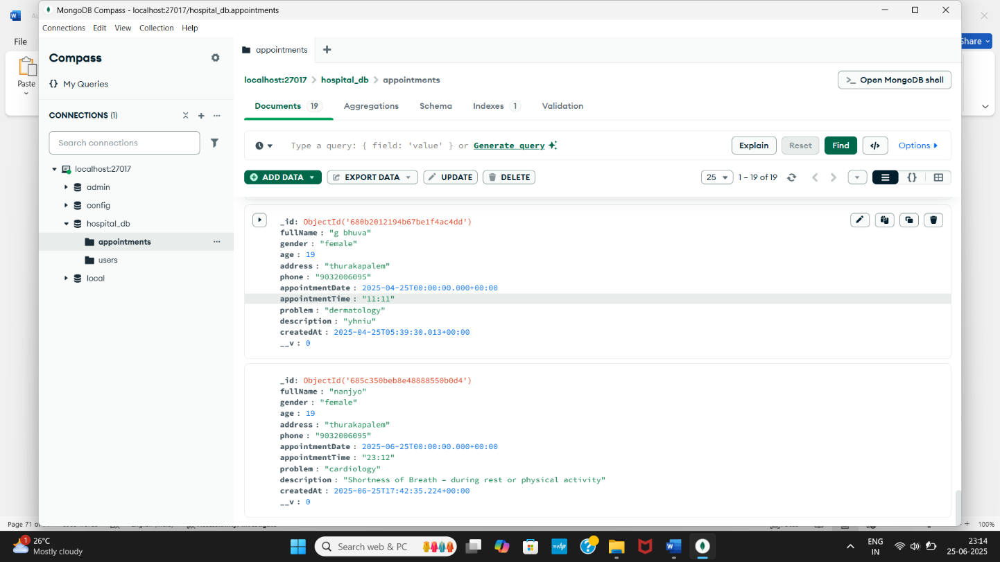 MongoDB Compass - localhost:27017/hospital_db.appointments
Connections Edit View Collection Help
File
Share
Paste
Compass
appointments
{} My Queries
localhost:27017 > hospital_db > appointments
>_ Open MongoDB shell
CONNECTIONS (1)
Documents 19 Aggregations Schema Indexes 1 Validation
Search connections
Type a query: { field: 'value' } or Generate query
Explain Reset Find </> Options
localhost:27017
admin
config
hospital_db
appointments
users
local
ADD DATA EXPORT DATA UPDATE DELETE
25 1 – 19 of 19
_id: ObjectId('680b2012194b67be1f4ac4dd')
fullName : "g bhuva"
gender : "female"
age : 19
address : "thurakapalem"
phone : "9032006095"
appointmentDate : 2025-04-25T00:00:00.000+00:00
appointmentTime : "11:11"
problem : "dermatology"
description : "yhniu"
createdAt : 2025-04-25T05:39:30.013+00:00
__v : 0
_id: ObjectId('685c350beb8e48888550b0d4')
fullName : "nanjyo"
gender : "female"
age : 19
address : "thurakapalem"
phone : "9032006095"
appointmentDate : 2025-06-25T00:00:00.000+00:00
appointmentTime : "23:12"
problem : "cardiology"
description : "Shortness of Breath – during rest or physical activity"
createdAt : 2025-06-25T17:42:35.224+00:00
__v : 0
Page 71 of
100%
1
26°C
Mostly cloudy
Search web & PC
myhp
ENG
IN
23:14
25-06-2025